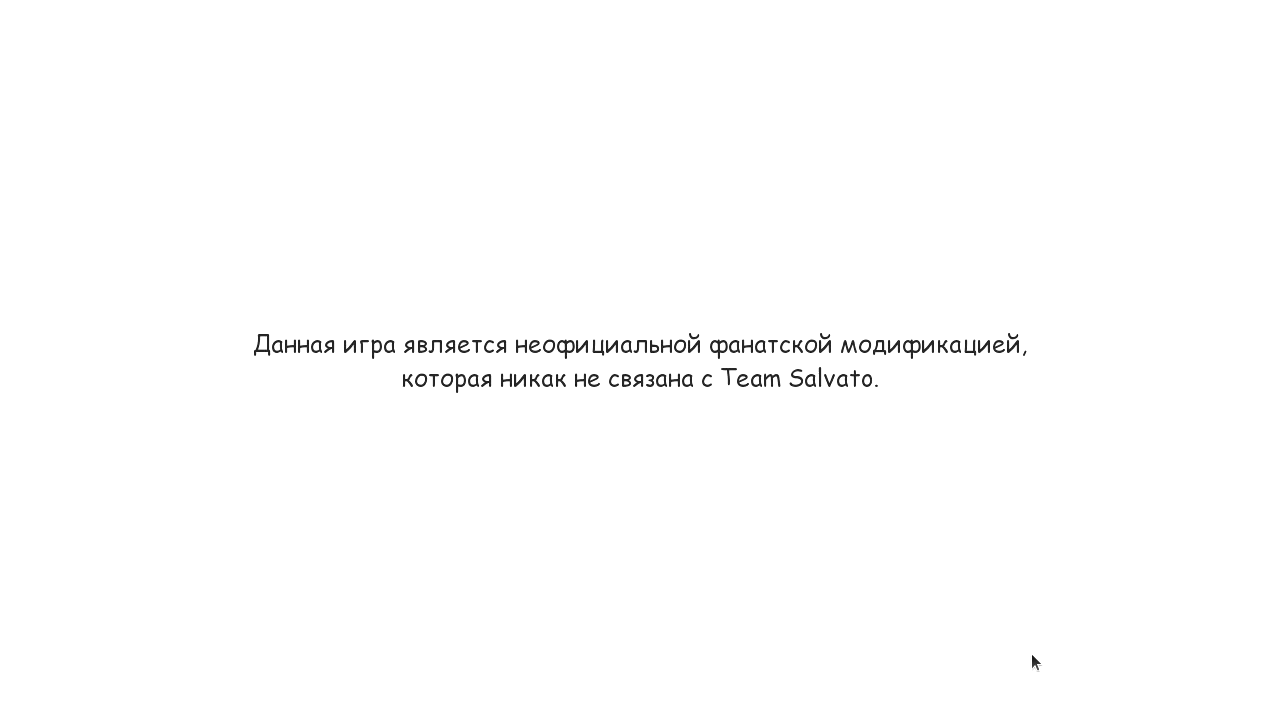 Данная игра является неофициальной фанатской модификацией,
которая никак не связана с Team Salvato.